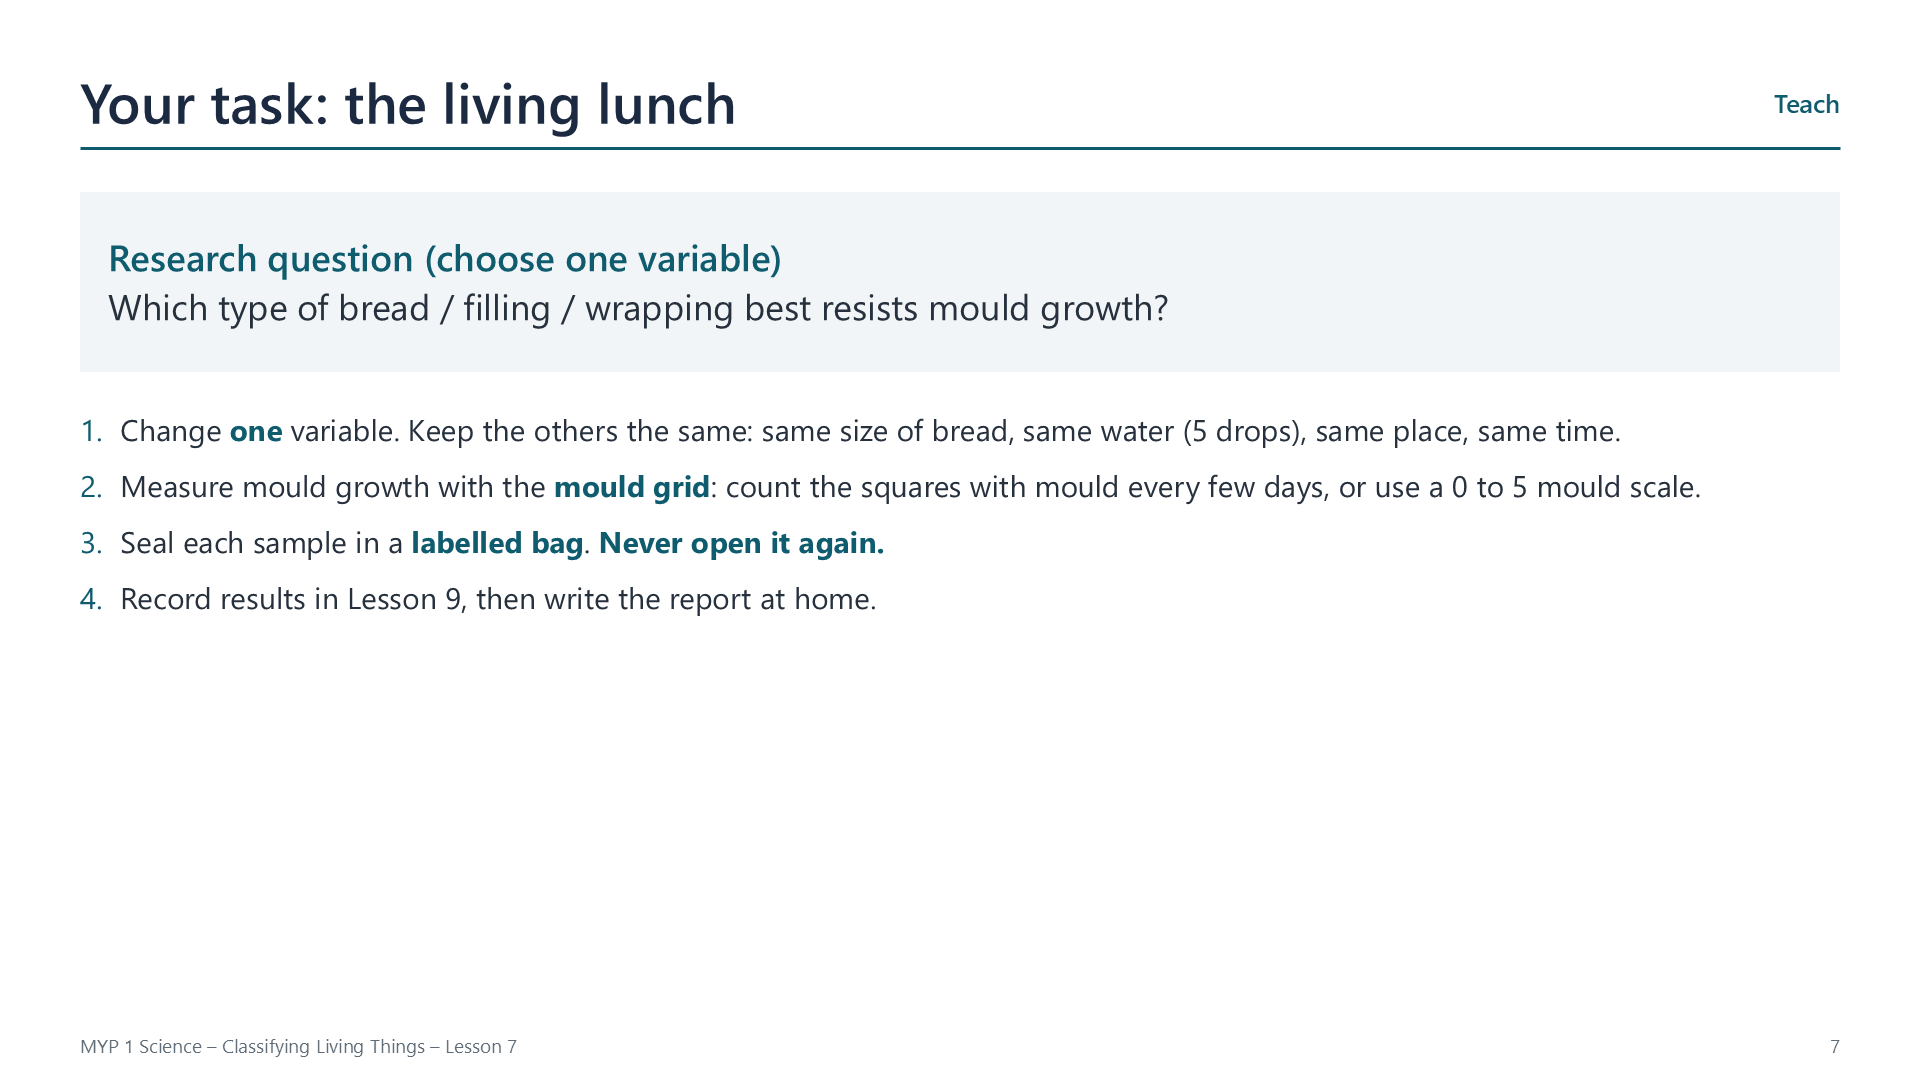 Your task: the living lunch
Teach
Research question (choose one variable)
Which type of bread / filling / wrapping best resists mould growth?
1. Change one variable. Keep the others the same: same size of bread, same water (5 drops), same place, same time.
2. Measure mould growth with the mould grid: count the squares with mould every few days, or use a 0 to 5 mould scale.
3. Seal each sample in a labelled bag. Never open it again.
4. Record results in Lesson 9, then write the report at home.
MYP 1 Science – Classifying Living Things – Lesson 7
7